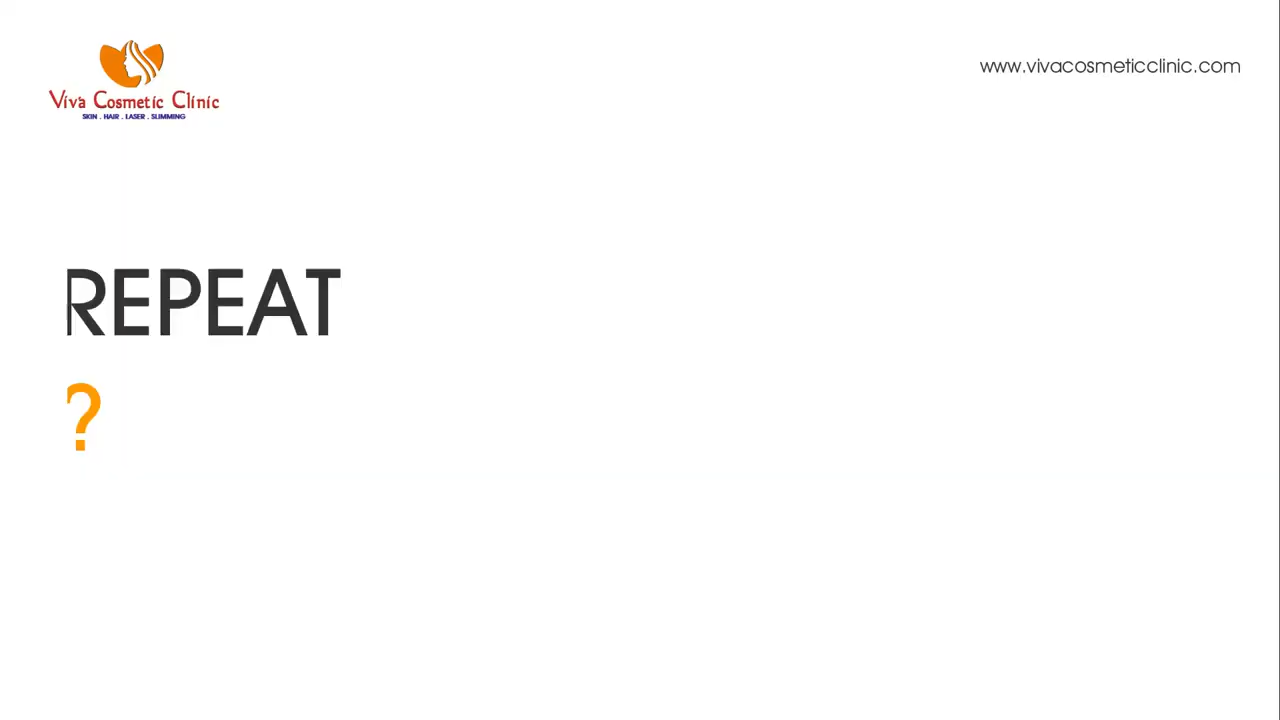 Viva Cosmetic Clinic
SKIN . HAIR . LASER . SLIMMING
www.vivacosmeticclinic.com
REPEAT
?